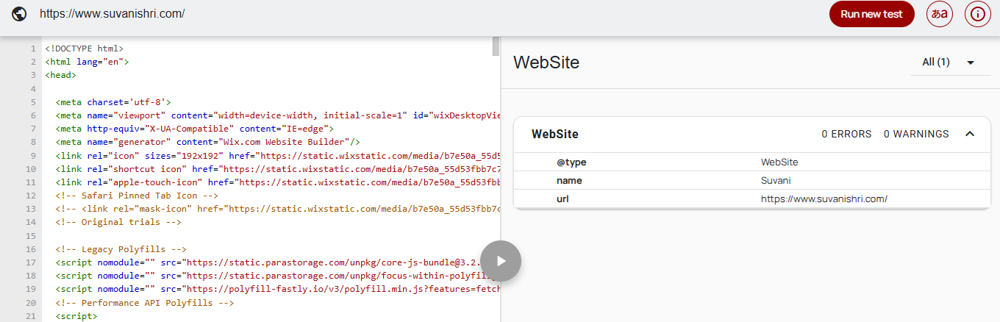 https://www.suvanishri.com/
Run new test
あa
1 <!DOCTYPE html>
2 <html lang="en">
3 <head>
4
5 <meta charset='utf-8'>
6 <meta name="viewport" content="width=device-width, initial-scale=1" id="wixDesktopVie
7 <meta http-equiv="X-UA-Compatible" content="IE=edge">
8 <meta name="generator" content="Wix.com Website Builder"/>
9 <link rel="icon" sizes="192x192" href="https://static.wixstatic.com/media/b7e50a_55d5
10 <link rel="shortcut icon" href="https://static.wixstatic.com/media/b7e50a_55d53fbb7c7
11 <link rel="apple-touch-icon" href="https://static.wixstatic.com/media/b7e50a_55d53fbb
12 <!-- Safari Pinned Tab Icon -->
13 <!-- <link rel="mask-icon" href="https://static.wixstatic.com/media/b7e50a_55d53fbb7c
14 <!-- Original trials -->
15
16 <!-- Legacy Polyfills -->
17 <script nomodule="" src="https://static.parastorage.com/unpkg/core-js-bundle@3.2.
18 <script nomodule="" src="https://static.parastorage.com/unpkg/focus-within-polyfil
19 <script nomodule="" src="https://polyfill-fastly.io/v3/polyfill.min.js?features=fetch
20 <!-- Performance API Polyfills -->
21 <script>
WebSite
All (1)
WebSite 0 ERRORS 0 WARNINGS
@type WebSite
name Suvani
url https://www.suvanishri.com/